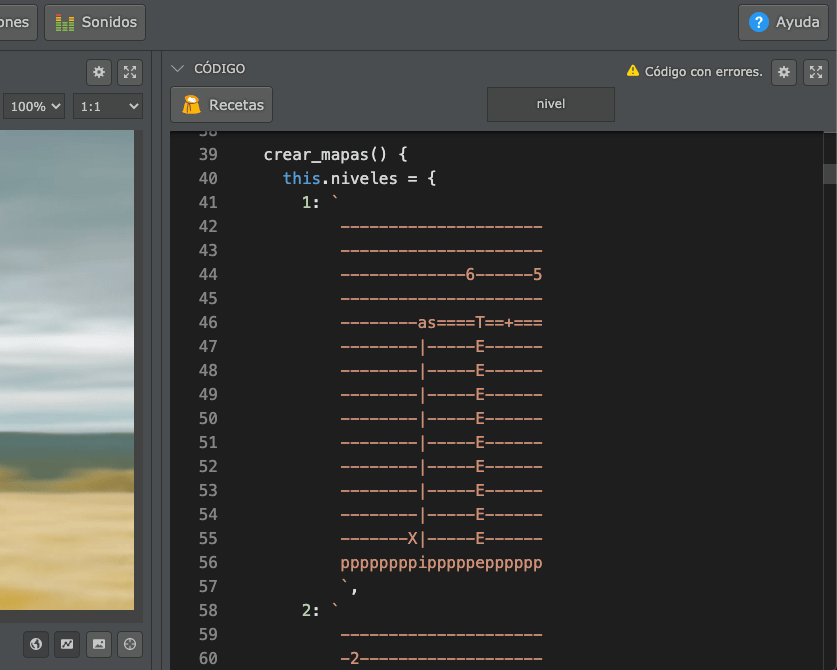 ones
Sonidos
Ayuda
CÓDIGO
Código con errores.
100%
1:1
Recetas
nivel
38
39 crear_mapas() {
40 this.niveles = {
41 1: `
42 ---------------------
43 ---------------------
44 -------------6------5
45 ---------------------
46 --------as====T==+===
47 --------|-----E------
48 --------|-----E------
49 --------|-----E------
50 --------|-----E------
51 --------|-----E------
52 --------|-----E------
53 --------|-----E------
54 --------|-----E------
55 -------X|-----E------
56 ppppppppipppppepppppp
57 `,
58 2: `
59 ---------------------
60 -2-------------------